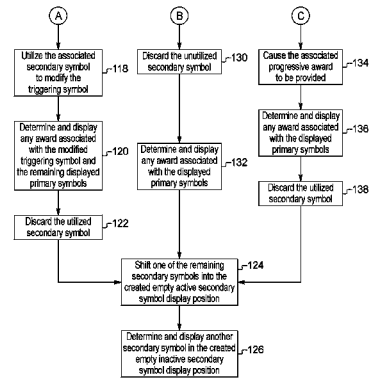 A
B
C
Utilize the associated
secondary symbol
to modify the
triggering symbol
118
Determine and display
any award associated
with the modified
triggering symbol and
the remaining displayed
primary symbols
120
Discard the utilized
secondary symbol
122
Discard the unutilized
secondary symbol
130
Determine and display
any award associated
with the displayed
primary symbols
132
Cause the associated
progressive award
to be provided
134
Determine and display
any award associated
with the displayed
primary symbols
136
Discard the utilized
secondary symbol
138
Shift one of the remaining
secondary symbols into the
created empty active secondary
symbol display position
124
Determine and display another
secondary symbol in the created
empty inactive secondary
symbol display position
126